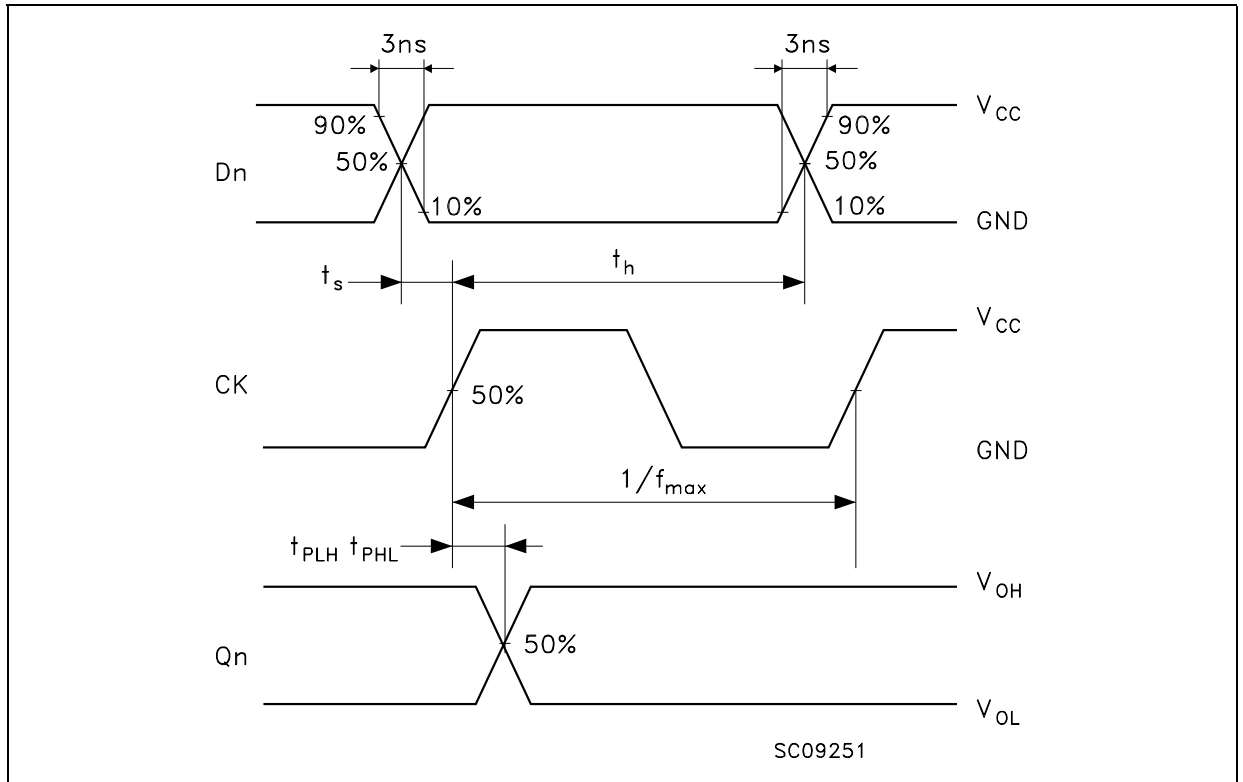 3ns 3ns
V_CC
90% 90%
50% 50%
Dn
10% 10%
GND
t_s t_h
V_CC
CK
50%
GND
1/f_max
t_PLH t_PHL
V_OH
50%
Qn
V_OL
SC09251